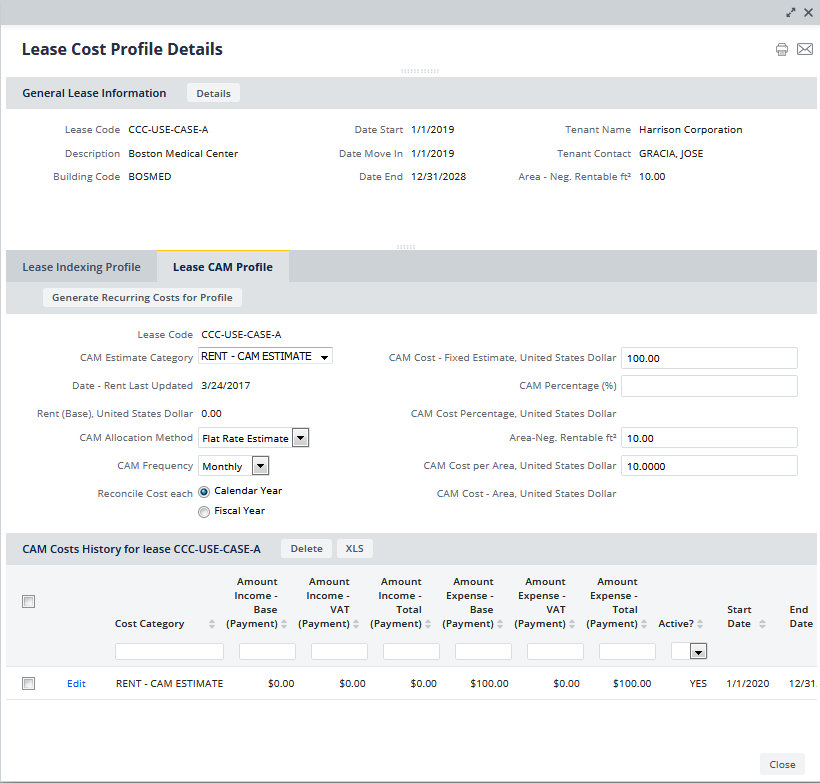 Lease Cost Profile Details
General Lease Information Details
Lease Code CCC-USE-CASE-A Date Start 1/1/2019 Tenant Name Harrison Corporation
Description Boston Medical Center Date Move In 1/1/2019 Tenant Contact GRACIA, JOSE
Building Code BOSMED Date End 12/31/2028 Area - Neg. Rentable ft² 10.00
Lease Indexing Profile Lease CAM Profile
Generate Recurring Costs for Profile
Lease Code CCC-USE-CASE-A
CAM Estimate Category RENT - CAM ESTIMATE CAM Cost - Fixed Estimate, United States Dollar 100.00
Date - Rent Last Updated 3/24/2017 CAM Percentage (%)
Rent (Base), United States Dollar 0.00 CAM Cost Percentage, United States Dollar
CAM Allocation Method Flat Rate Estimate Area-Neg. Rentable ft² 10.00
CAM Frequency Monthly CAM Cost per Area, United States Dollar 10.0000
Reconcile Cost each Calendar Year CAM Cost - Area, United States Dollar
Fiscal Year
CAM Costs History for lease CCC-USE-CASE-A Delete XLS
Amount Amount Amount Amount Amount Amount
Income - Income - Income - Expense - Expense - Expense -
Base VAT Total Base VAT Total Start End
Cost Category (Payment) (Payment) (Payment) (Payment) (Payment) (Payment) Active? Date Date
Edit RENT - CAM ESTIMATE $0.00 $0.00 $0.00 $100.00 $0.00 $100.00 YES 1/1/2020 12/31
Close